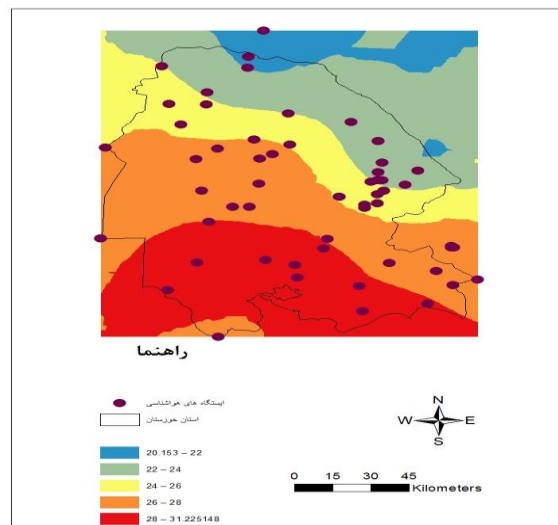 راهنما
ایستگاه های هواشناسی
استان خوزستان
20.153 – 22
22 – 24
24 – 26
26 – 28
28 – 31.225148
N
W E
S
0 15 30 45
Kilometers